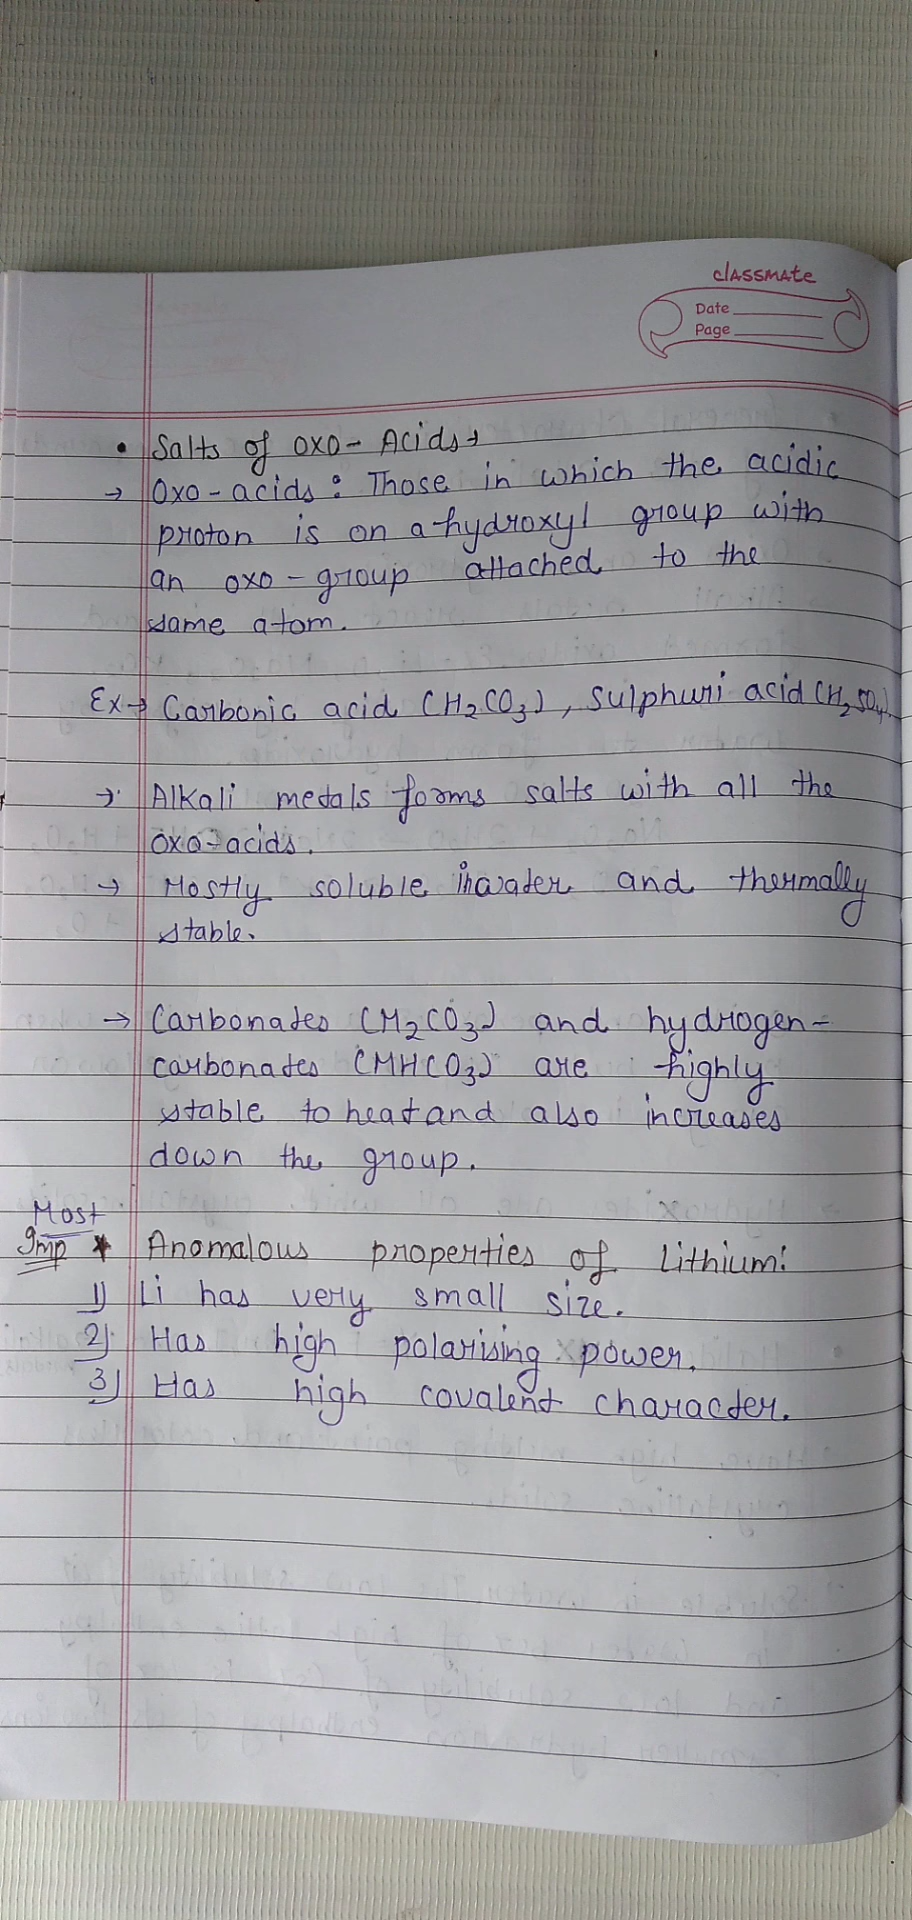 classmate
Date
Page
• Salts of oxo- Acids→
→ Oxo-acids: Those in which the acidic
proton is on a hydroxyl group with
an oxo-group attached to the
same atom.
Ex→ Carbonic acid (H₂CO₃), Sulphuri acid (H₂SO₄).
→ Alkali metals forms salts with all the
oxo-acids.
→ Mostly soluble in water and thermally
stable.
→ Carbonates (M₂CO₃) and hydrogen-
carbonates (MHCO₃) are highly
stable to heat and also increases
down the group.
Most
Imp * Anomalous properties of Lithium:
1) Li has very small size.
2) Has high polarising power.
3) Has high covalent character.